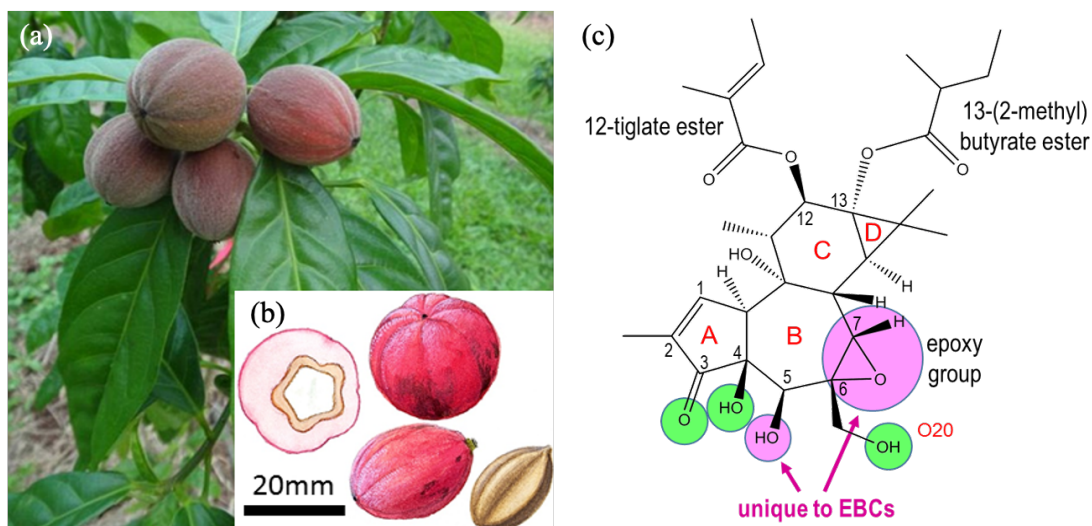 (a)
(b)
20mm
(c)
12-tiglate ester
13-(2-methyl)
butyrate ester
O
O
O
O
12
13
D
C
HO
H
H
H
H
1
2
3
4
5
6
7
A
B
O
O
HO
HO
OH
O20
epoxy
group
unique to EBCs